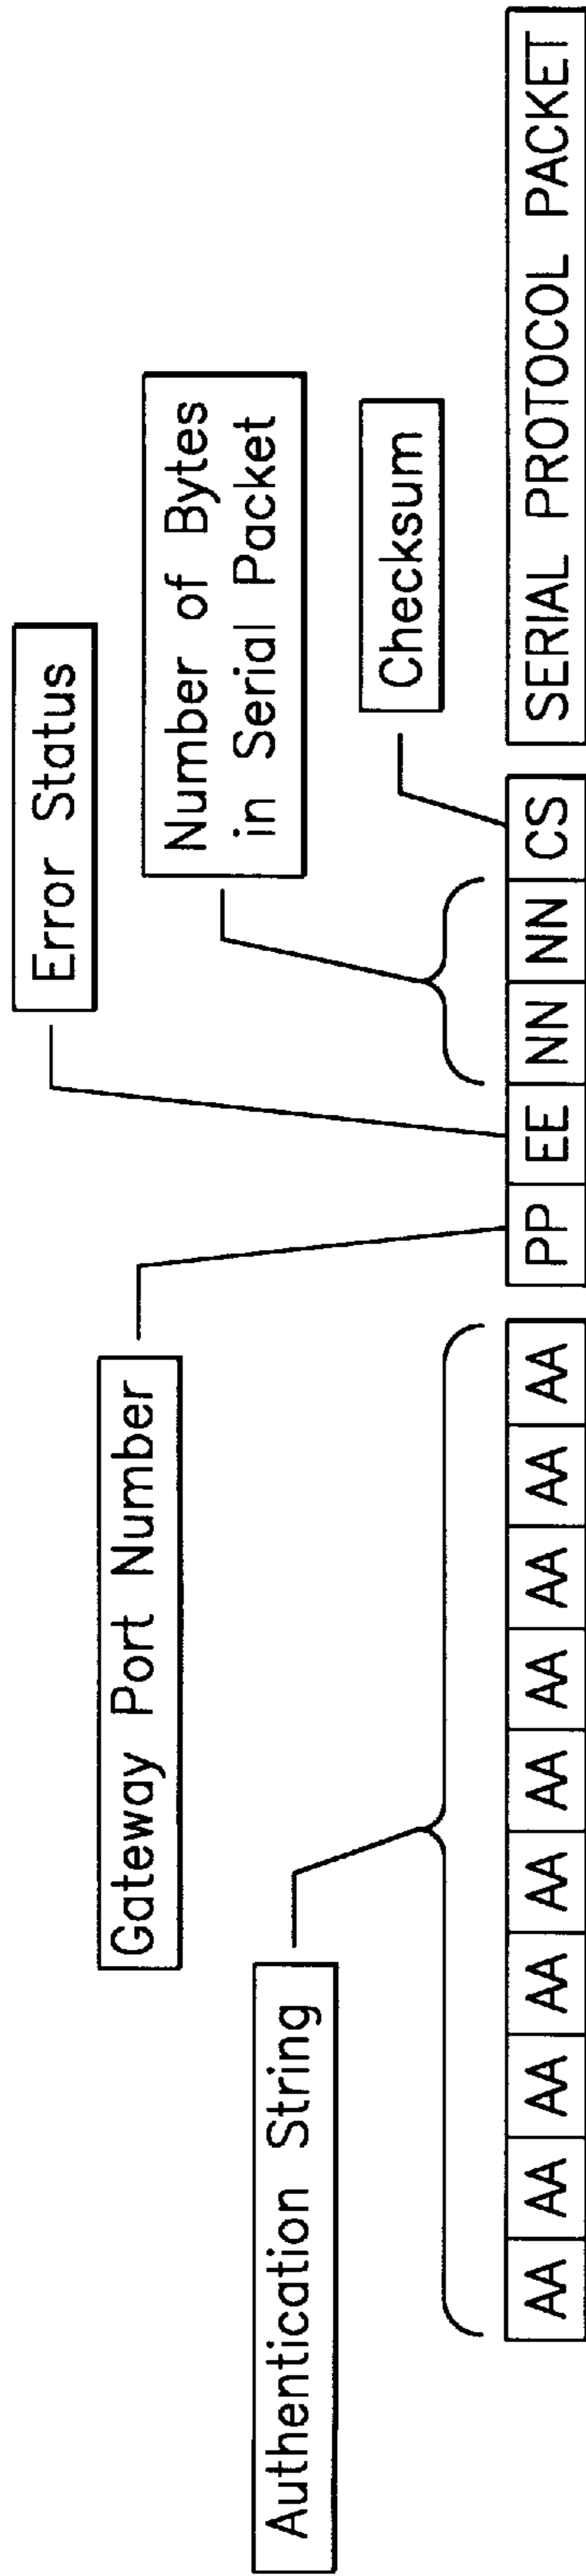 Error Status
Gateway Port Number
Number of Bytes
in Serial Packet
Authentication String
Checksum
AA AA AA AA AA AA AA AA AA AA PP EE NN NN CS SERIAL PROTOCOL PACKET